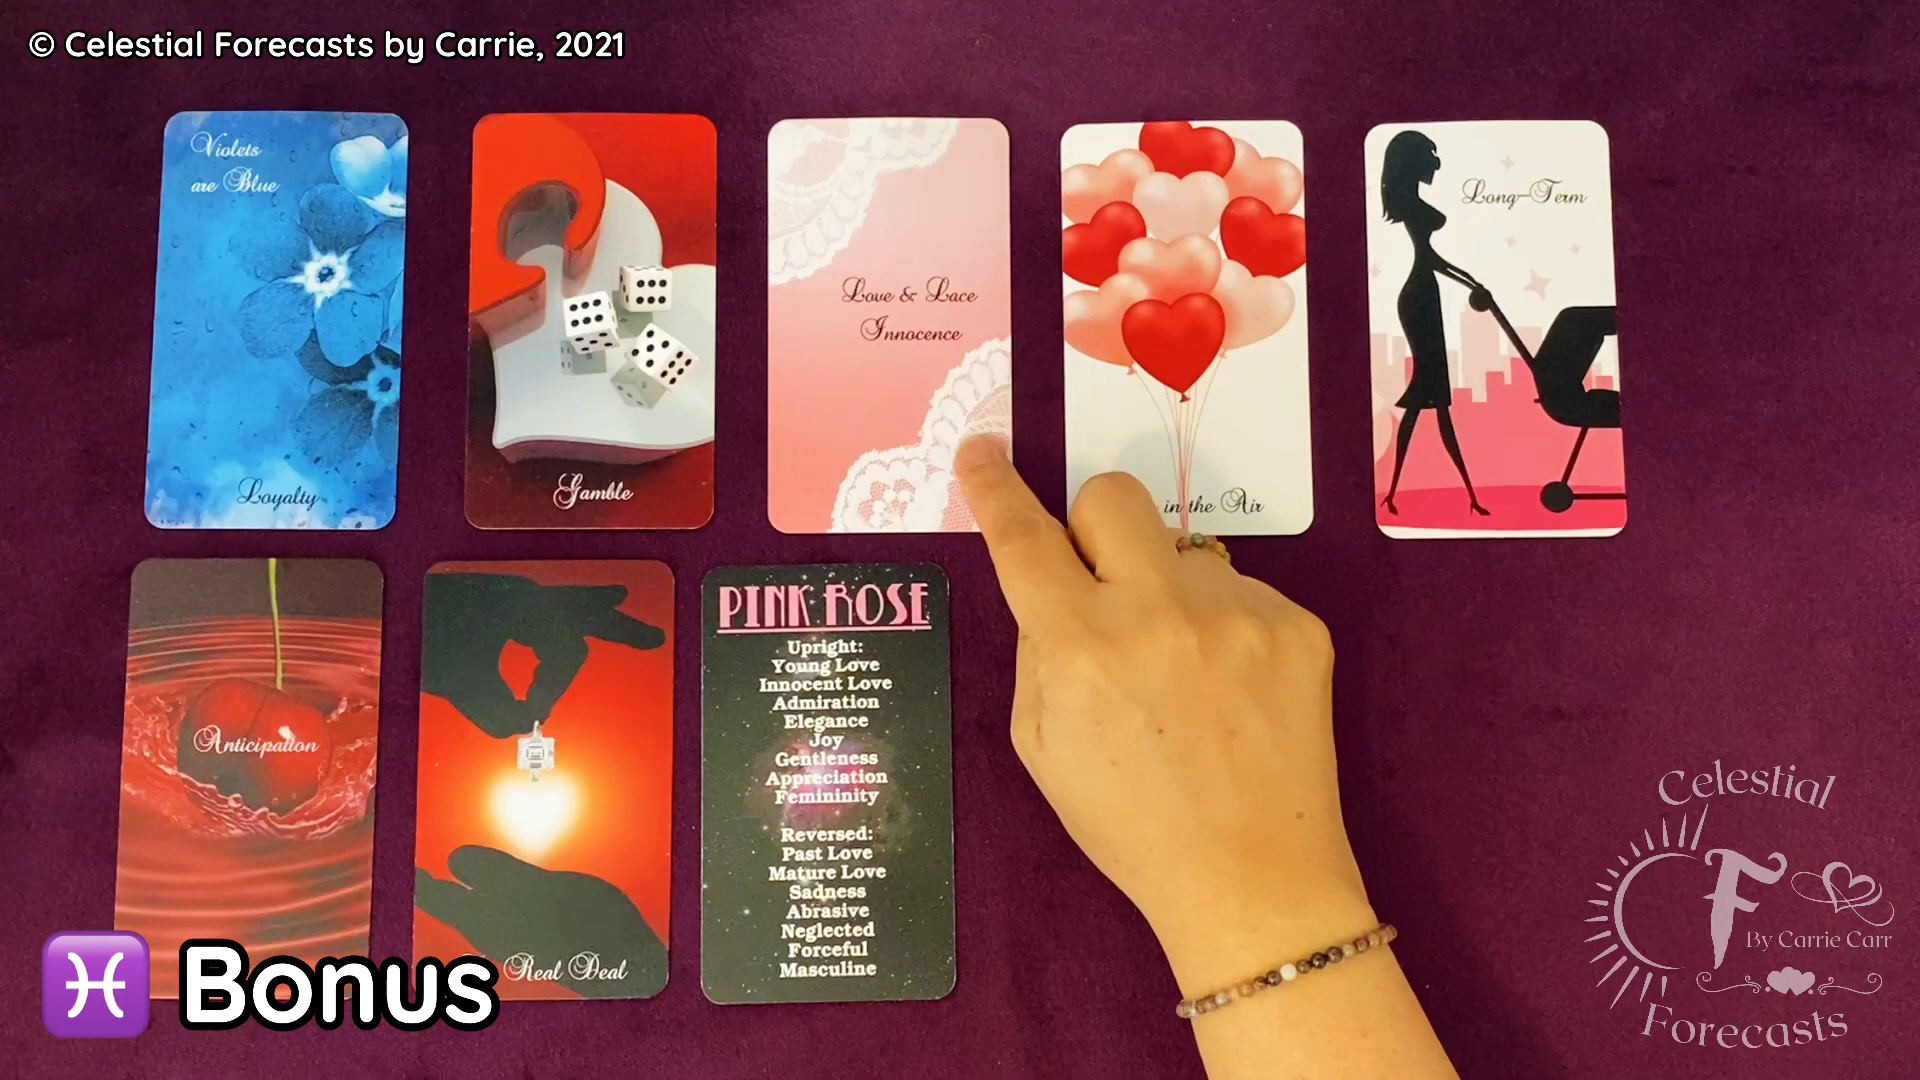 © Celestial Forecasts by Carrie, 2021
Violets
are Blue
Loyalty
Gamble
Love & Lace
Innocence
in the Air
Long-Term
Anticipation
Real Deal
PINK ROSE
Upright:
Young Love
Innocent Love
Admiration
Elegance
Joy
Gentleness
Appreciation
Femininity
Reversed:
Past Love
Mature Love
Sadness
Abrasive
Neglected
Forceful
Masculine
♓ Bonus
Celestial
F
By Carrie Carr
Forecasts